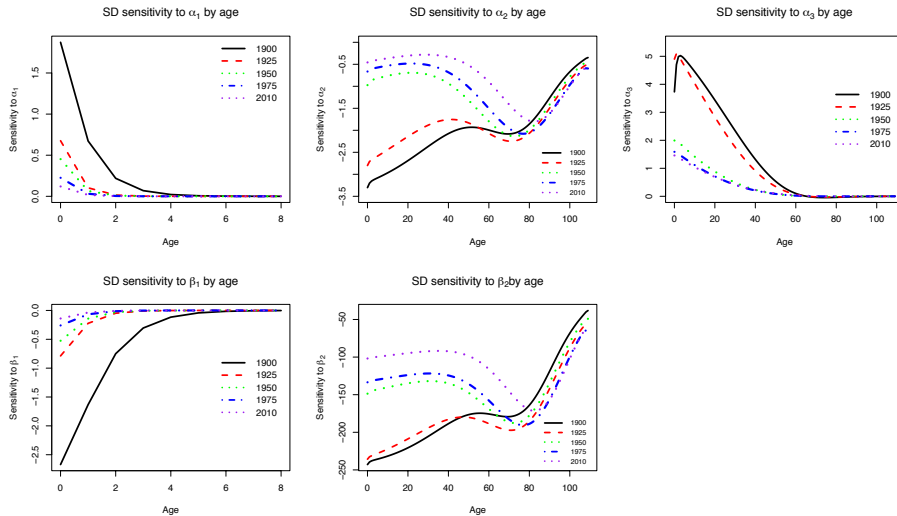 SD sensitivity to α₁ by age
Sensitivity to α₁
0.0 0.5 1.0 1.5
0 2 4 6 8
Age
1900
1925
1950
1975
2010
SD sensitivity to α₂ by age
Sensitivity to α₂
−3.5 −2.5 −1.5 −0.5
0 20 40 60 80 100
Age
1900
1925
1950
1975
2010
SD sensitivity to α₃ by age
Sensitivity to α₃
0 1 2 3 4 5
0 20 40 60 80 100
Age
1900
1925
1950
1975
2010
SD sensitivity to β₁ by age
Sensitivity to β₁
−2.5 −2.0 −1.5 −1.0 −0.5 0.0
0 2 4 6 8
Age
1900
1925
1950
1975
2010
SD sensitivity to β₂by age
Sensitivity to β₂
−250 −200 −150 −100 −50
0 20 40 60 80 100
Age
1900
1925
1950
1975
2010